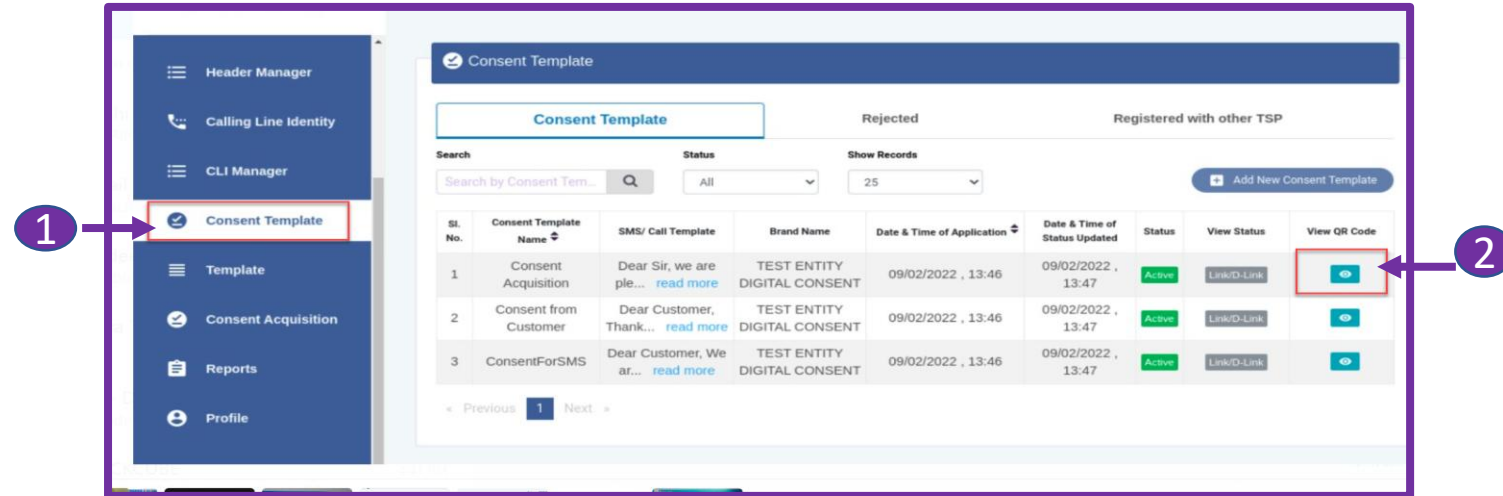 Header Manager
Calling Line Identity
CLI Manager
Consent Template
Template
Consent Acquisition
Reports
Profile
1
Consent Template
Consent Template Rejected Registered with other TSP
Search Status Show Records
Search by Consent Tem... All 25 Add New Consent Template
Sl. No. Consent Template Name SMS/ Call Template Brand Name Date & Time of Application Date & Time of Status Updated Status View Status View QR Code
1 Consent Acquisition Dear Sir, we are ple... read more TEST ENTITY DIGITAL CONSENT 09/02/2022 , 13:46 09/02/2022 , 13:47 Active Link/D-Link
2 Consent from Customer Dear Customer, Thank... read more TEST ENTITY DIGITAL CONSENT 09/02/2022 , 13:46 09/02/2022 , 13:47 Active Link/D-Link
3 ConsentForSMS Dear Customer, We ar... read more TEST ENTITY DIGITAL CONSENT 09/02/2022 , 13:46 09/02/2022 , 13:47 Active Link/D-Link
« Previous 1 Next »
2